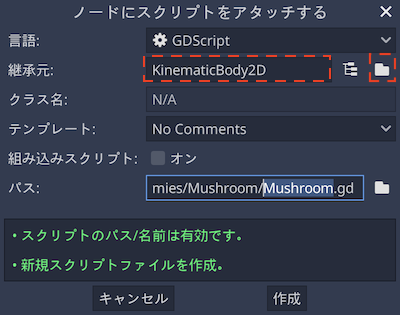 ノードにスクリプトをアタッチする
言語: GDScript
継承元: KinematicBody2D
クラス名: N/A
テンプレート: No Comments
組み込みスクリプト: オン
パス: mies/Mushroom/Mushroom.gd
• スクリプトのパス/名前は有効です。
• 新規スクリプトファイルを作成。
キャンセル 作成